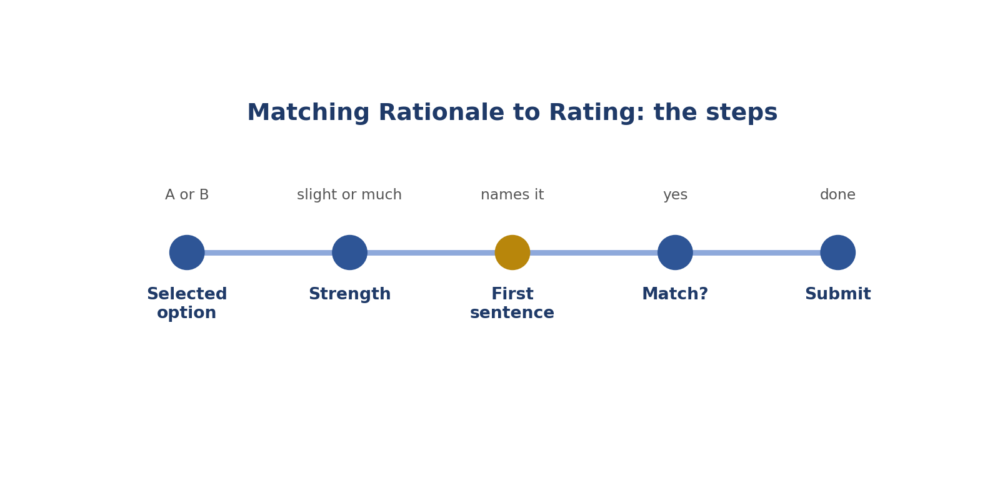 Matching Rationale to Rating: the steps
A or B
slight or much
names it
yes
done
Selected
option
Strength
First
sentence
Match?
Submit